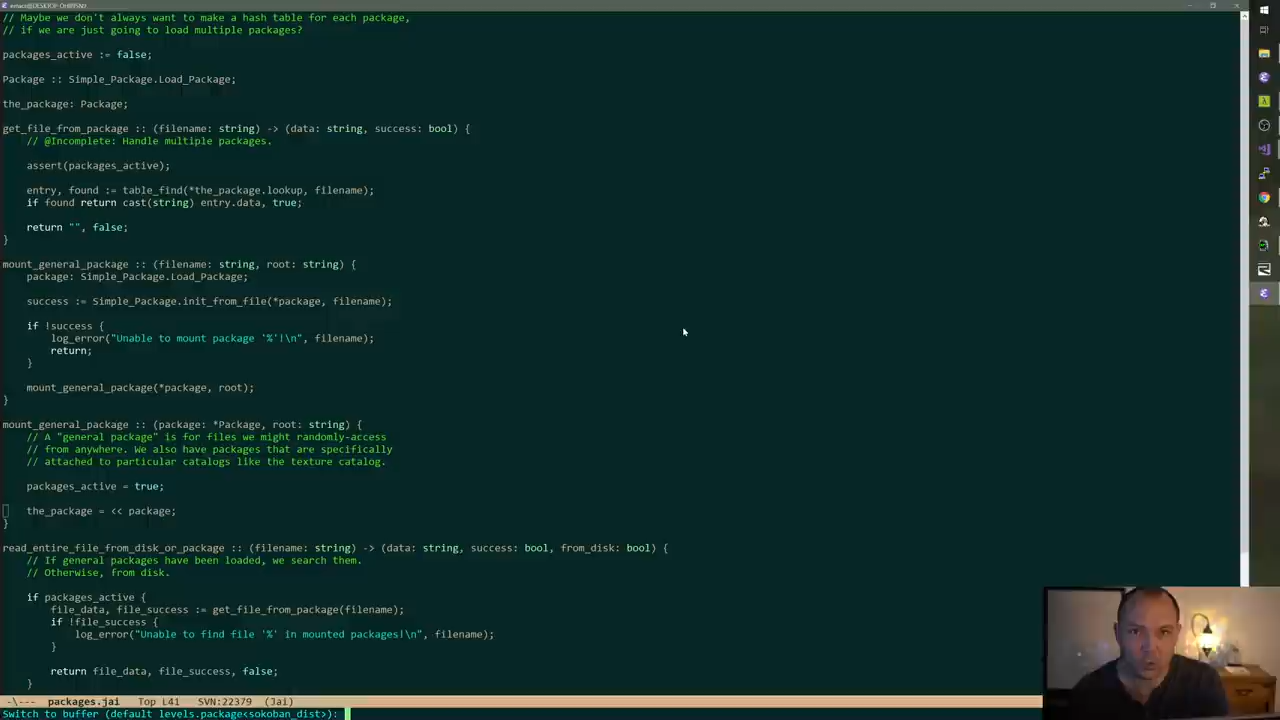 emacs@DESKTOP-OH89SN2
// Maybe we don't always want to make a hash table for each package,
// if we are just going to load multiple packages?
packages_active := false;
Package :: Simple_Package.Load_Package;
the_package: Package;
get_file_from_package :: (filename: string) -> (data: string, success: bool) {
// @Incomplete: Handle multiple packages.
assert(packages_active);
entry, found := table_find(*the_package.lookup, filename);
if found return cast(string) entry.data, true;
return "", false;
}
mount_general_package :: (filename: string, root: string) {
package: Simple_Package.Load_Package;
success := Simple_Package.init_from_file(*package, filename);
if !success {
log_error("Unable to mount package '%'!\n", filename);
return;
}
mount_general_package(*package, root);
}
mount_general_package :: (package: *Package, root: string) {
// A "general package" is for files we might randomly-access
// from anywhere. We also have packages that are specifically
// attached to particular catalogs like the texture catalog.
packages_active = true;
the_package = << package;
}
read_entire_file_from_disk_or_package :: (filename: string) -> (data: string, success: bool, from_disk: bool) {
// If general packages have been loaded, we search them.
// Otherwise, from disk.
if packages_active {
file_data, file_success := get_file_from_package(filename);
if !file_success {
log_error("Unable to find file '%' in mounted packages!\n", filename);
}
return file_data, file_success, false;
}
-\--- packages.jai Top L41 SVN:22379 (Jai)
Switch to buffer (default levels.package<sokoban_dist>):